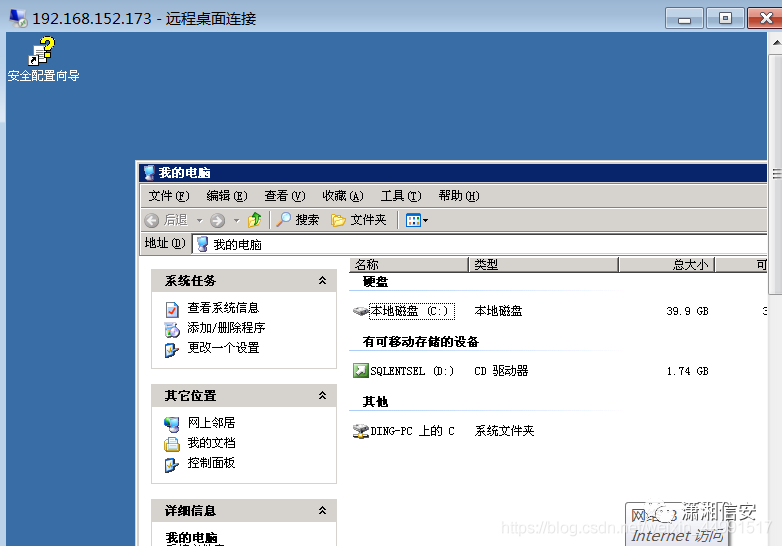 192.168.152.173 - 远程桌面连接
安全配置向导
我的电脑
文件(F) 编辑(E) 查看(V) 收藏(A) 工具(T) 帮助(H)
后退 搜索 文件夹
地址(D) 我的电脑
名称 类型 总大小 可
系统任务
查看系统信息
添加/删除程序
更改一个设置
其它位置
网上邻居
我的文档
控制面板
详细信息
我的电脑
硬盘
本地磁盘 (C:) 本地磁盘 39.9 GB
有可移动存储的设备
SQLENTSEL (D:) CD 驱动器 1.74 GB
其他
DING-PC 上的 C 系统文件夹
潇湘信安
Internet 访问